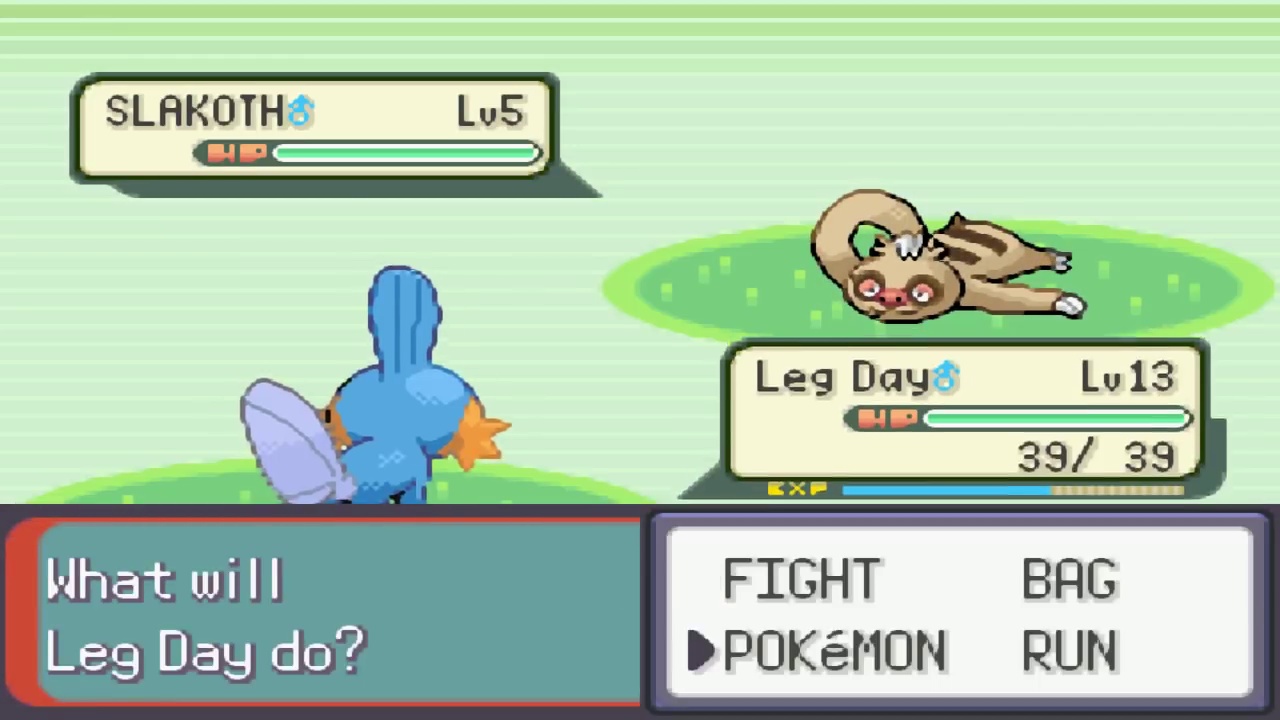 SLAKOTH♂ Lv5
HP
Leg Day♂ Lv13
HP
39/ 39
EXP
What will
Leg Day do?
FIGHT BAG
▶POKéMON RUN